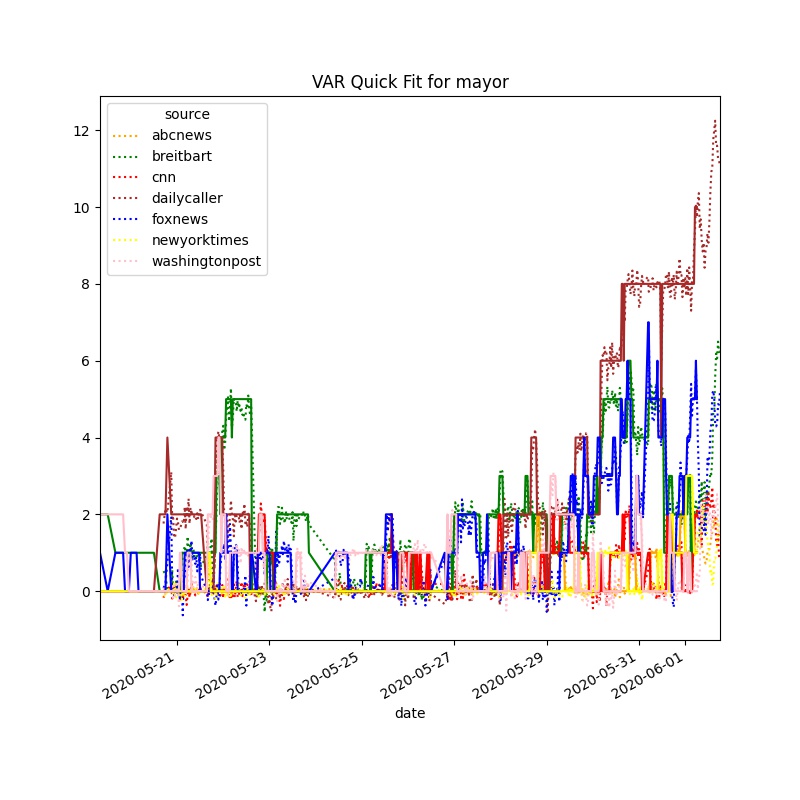 VAR Quick Fit for mayor
source
abcnews
breitbart
cnn
dailycaller
foxnews
newyorktimes
washingtonpost
12
10
8
6
4
2
0
2020-05-21
2020-05-23
2020-05-25
2020-05-27
2020-05-29
2020-05-31
2020-06-01
date